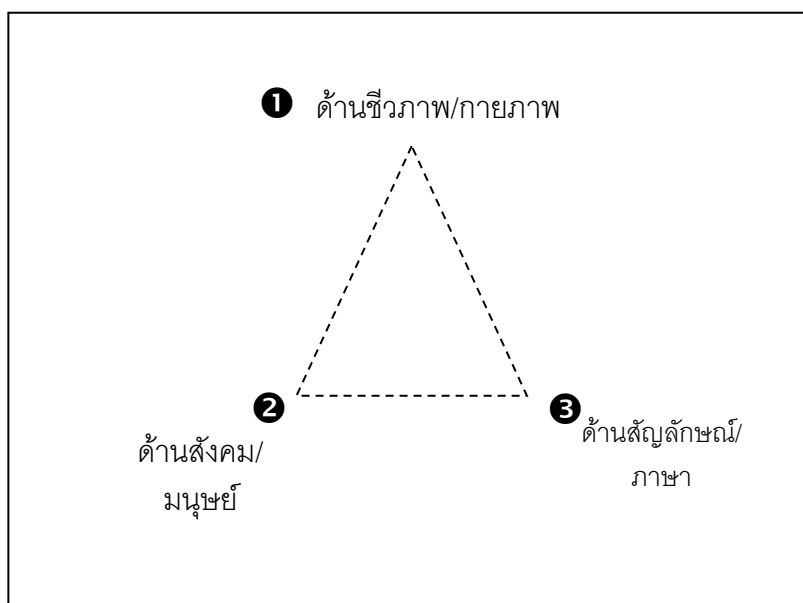 ❶ ด้านชีวภาพ/กายภาพ
❷
❸
ด้านสังคม/
มนุษย์
ด้านสัญลักษณ์/
ภาษา